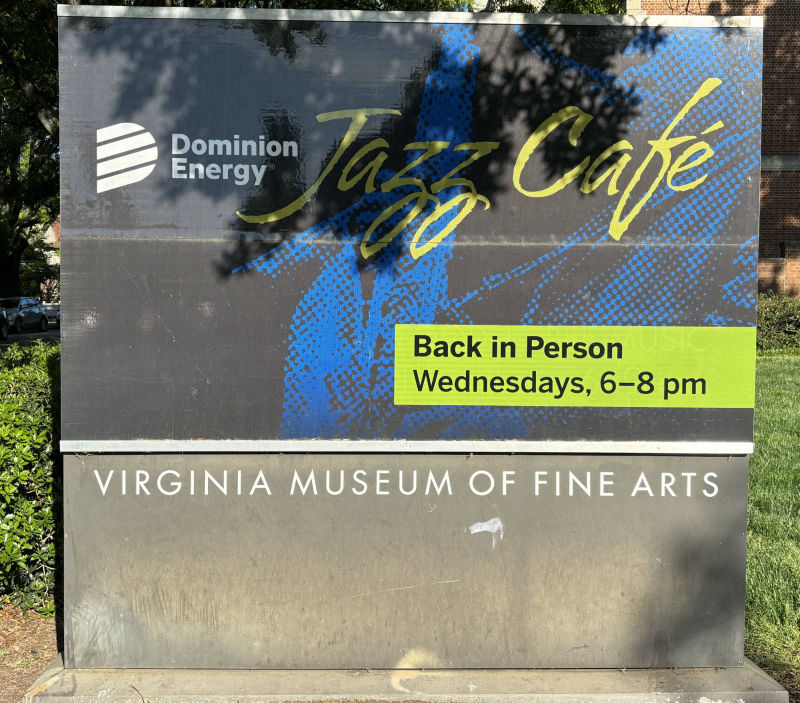 Dominion
Energy
Jazz Café
Back in Person
Wednesdays, 6–8 pm
VIRGINIA MUSEUM OF FINE ARTS